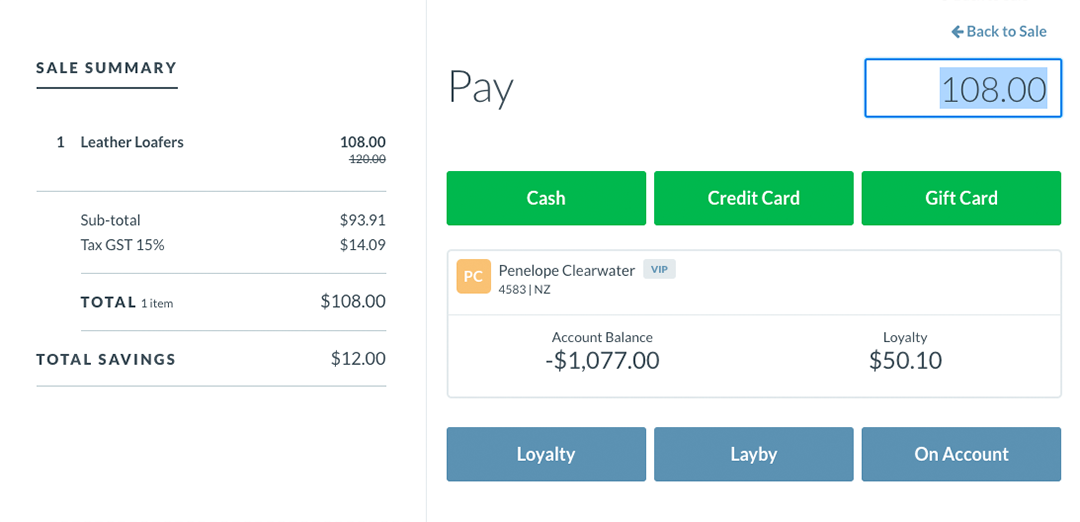 Back to Sale
SALE SUMMARY
Pay
108.00
1 Leather Loafers 108.00
120.00
Cash
Credit Card
Gift Card
Sub-total $93.91
Tax GST 15% $14.09
PC
Penelope Clearwater VIP
4583 | NZ
TOTAL 1 item $108.00
Account Balance
-$1,077.00
Loyalty
$50.10
TOTAL SAVINGS $12.00
Loyalty
Layby
On Account